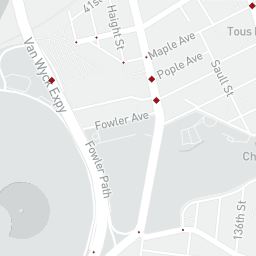 41st
Haight St
Van Wyck Expy
Maple Ave
Tous
Pople Ave
Saull St
Fowler Ave
Fowler Path
Ch
136th St